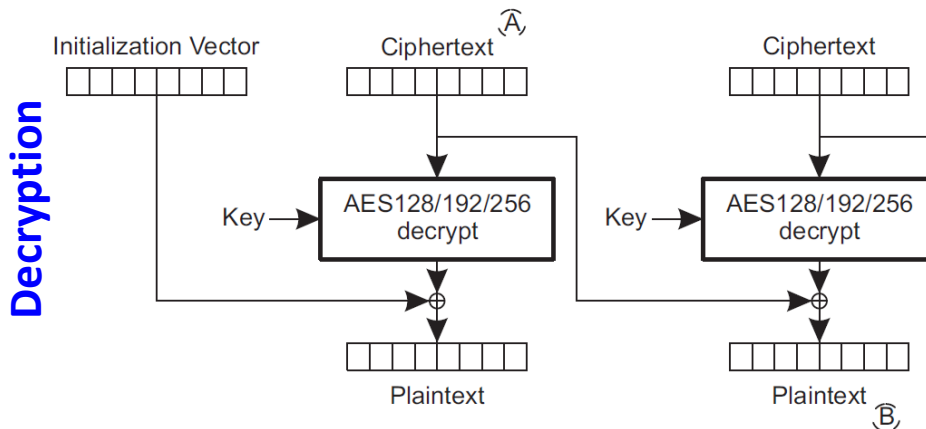 Decryption
Initialization Vector
Ciphertext A
Ciphertext
Key
AES128/192/256
decrypt
Key
AES128/192/256
decrypt
Plaintext
Plaintext B